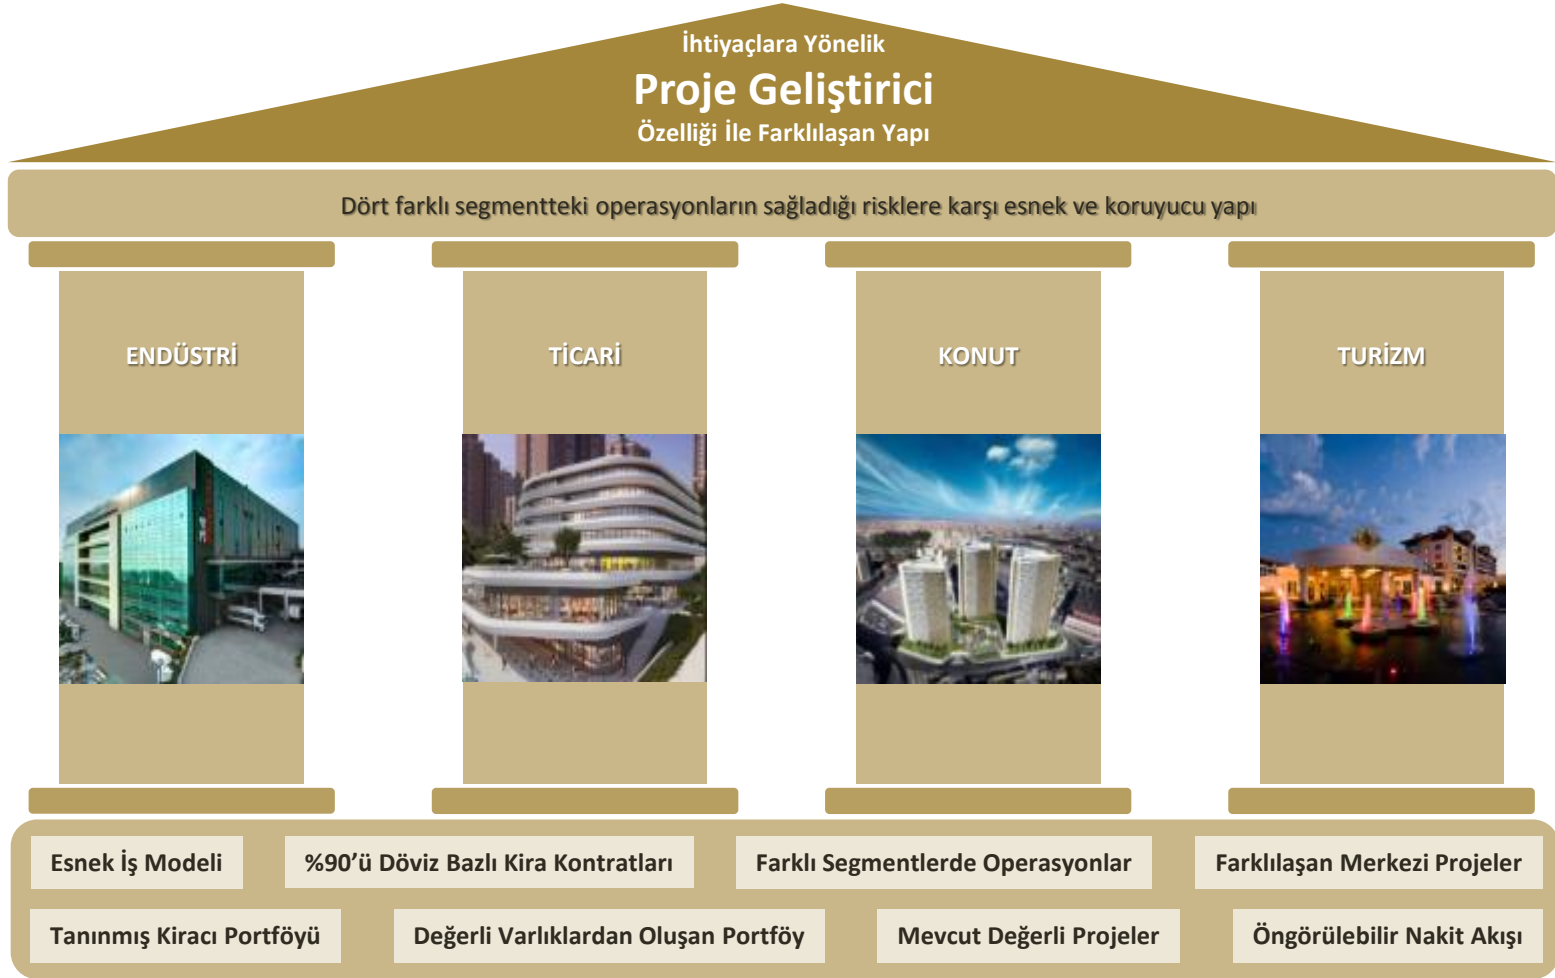 İhtiyaçlara Yönelik
Proje Geliştirici
Özelliği İle Farklılaşan Yapı
Dört farklı segmentteki operasyonların sağladığı risklere karşı esnek ve koruyucu yapı
ENDÜSTRİ
TİCARİ
KONUT
TURİZM
Esnek İş Modeli
%90’ü Döviz Bazlı Kira Kontratları
Farklı Segmentlerde Operasyonlar
Farklılaşan Merkezi Projeler
Tanınmış Kiracı Portföyü
Değerli Varlıklardan Oluşan Portföy
Mevcut Değerli Projeler
Öngörülebilir Nakit Akışı